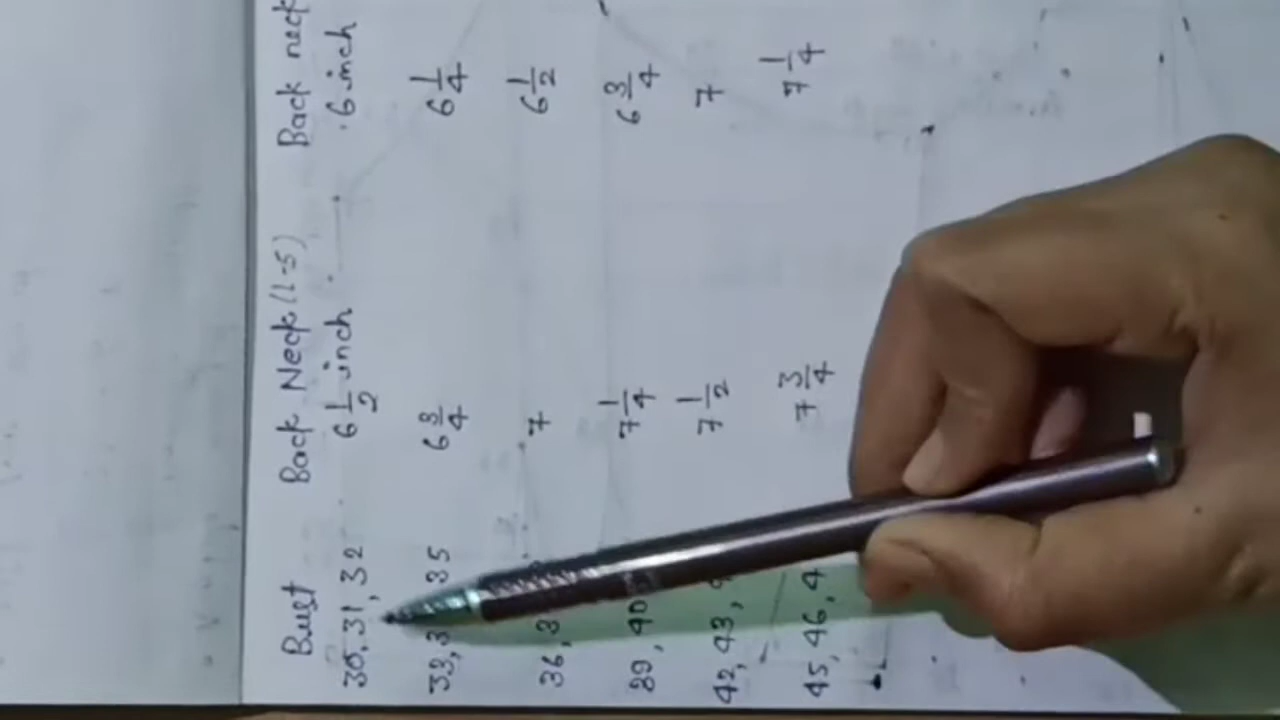 Bust Back Neck (1-5) Back neck
30, 31, 32 6 1/2 inch 6 inch
33, 35 6 3/4 6 1/4
36, 7 6 1/2
39, 40 7 1/4 6 3/4
42, 43, 7 1/2 7
45, 46, 7 3/4 7 1/4